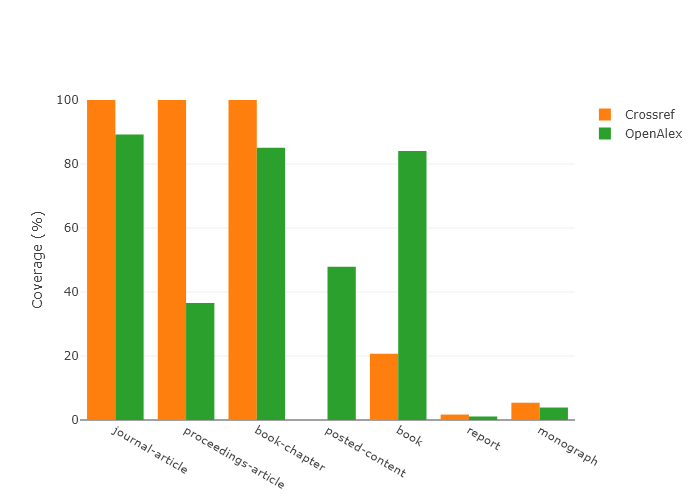 100
80
60
40
20
0
Coverage (%)
journal-article
proceedings-article
book-chapter
posted-content
book
report
monograph
Crossref
OpenAlex